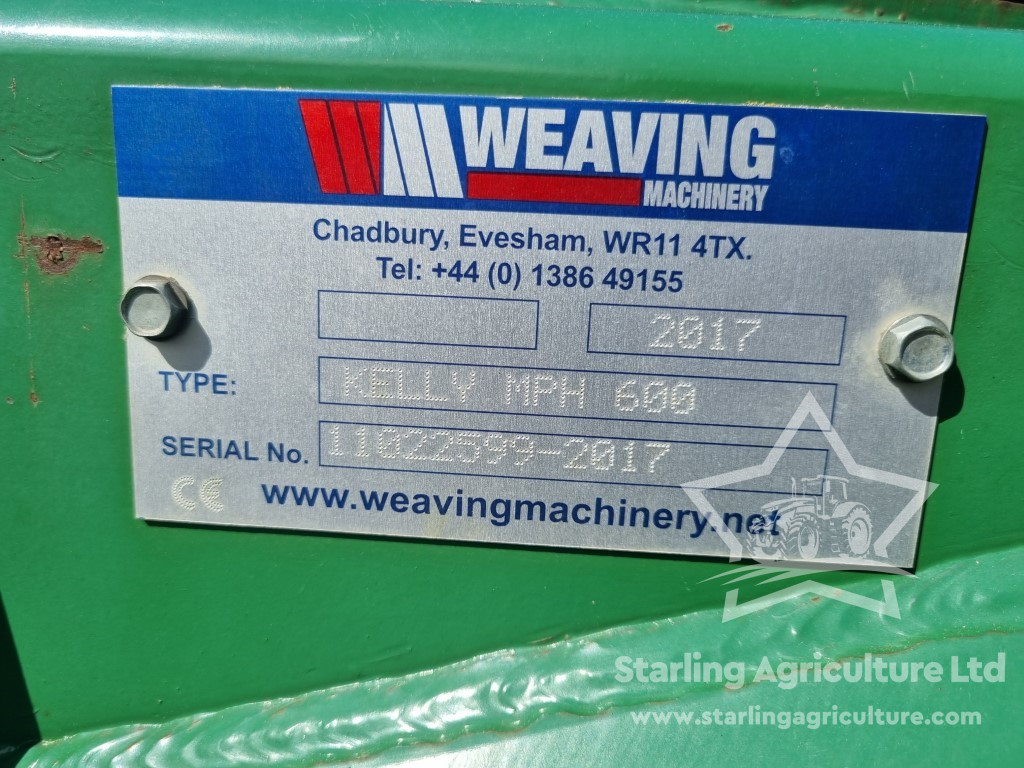 WEAVING
MACHINERY
Chadbury, Evesham, WR11 4TX.
Tel: +44 (0) 1386 49155
2017
TYPE: KELLY MPH 600
SERIAL No. 11022599-2017
CE www.weavingmachinery.net
Starling Agriculture Ltd
www.starlingagriculture.com